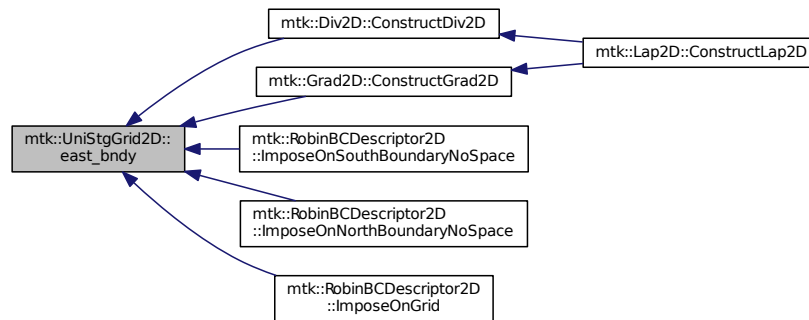 mtk::Div2D::ConstructDiv2D
mtk::Lap2D::ConstructLap2D
mtk::Grad2D::ConstructGrad2D
mtk::UniStgGrid2D::
east_bndy
mtk::RobinBCDescriptor2D
::ImposeOnSouthBoundaryNoSpace
mtk::RobinBCDescriptor2D
::ImposeOnNorthBoundaryNoSpace
mtk::RobinBCDescriptor2D
::ImposeOnGrid